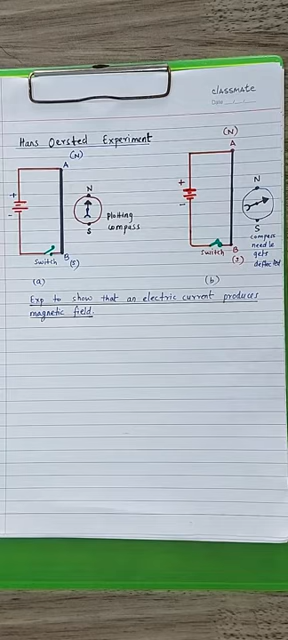 classmate
Date
Hans Oersted Experiment
(N)
A
+
-
N
S
Plotting
compass
Switch
B
(S)
(a)
(N)
A
+
-
N
S
compass
needle
gets
deflected
Switch
B
(S)
(b)
Exp to show that an electric current produces
magnetic field.